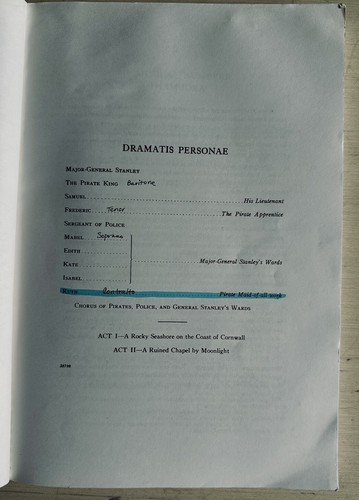 DRAMATIS PERSONAE
Major-General Stanley
The Pirate King Baritone
Samuel His Lieutenant
Frederic Tenor The Pirate Apprentice
Sergeant of Police
Mabel Soprano
Edith
Kate Major-General Stanley's Wards
Isabel
Ruth Contralto Pirate Maid-of-all-work
Chorus of Pirates, Police, and General Stanley's Wards
ACT I—A Rocky Seashore on the Coast of Cornwall
ACT II—A Ruined Chapel by Moonlight